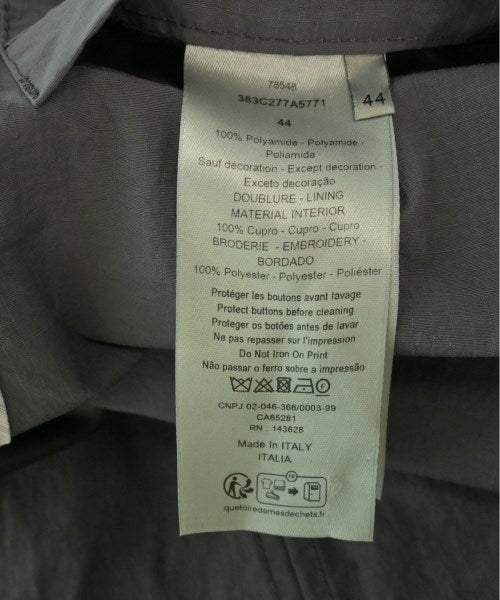 78548
383C277A5771
44
44
100% Polyamide - Polyamide -
Poliamida
Sauf décoration - Except decoration -
Exceto decoração
DOUBLURE - LINING
MATERIAL INTERIOR
100% Cupro - Cupro - Cupro
BRODERIE - EMBROIDERY -
BORDADO
100% Polyester - Polyester - Poliéster
Protéger les boutons avant lavage
Protect buttons before cleaning
Proteger os botões antes de lavar
Ne pas repasser sur l'impression
Do Not Iron On Print
Não passar o ferro sobre a impressão
F
CNPJ 02-046-366/0003-99
CA65281
RN : 143628
Made In ITALY
ITALIA
FR
quefairedemesdechets.fr